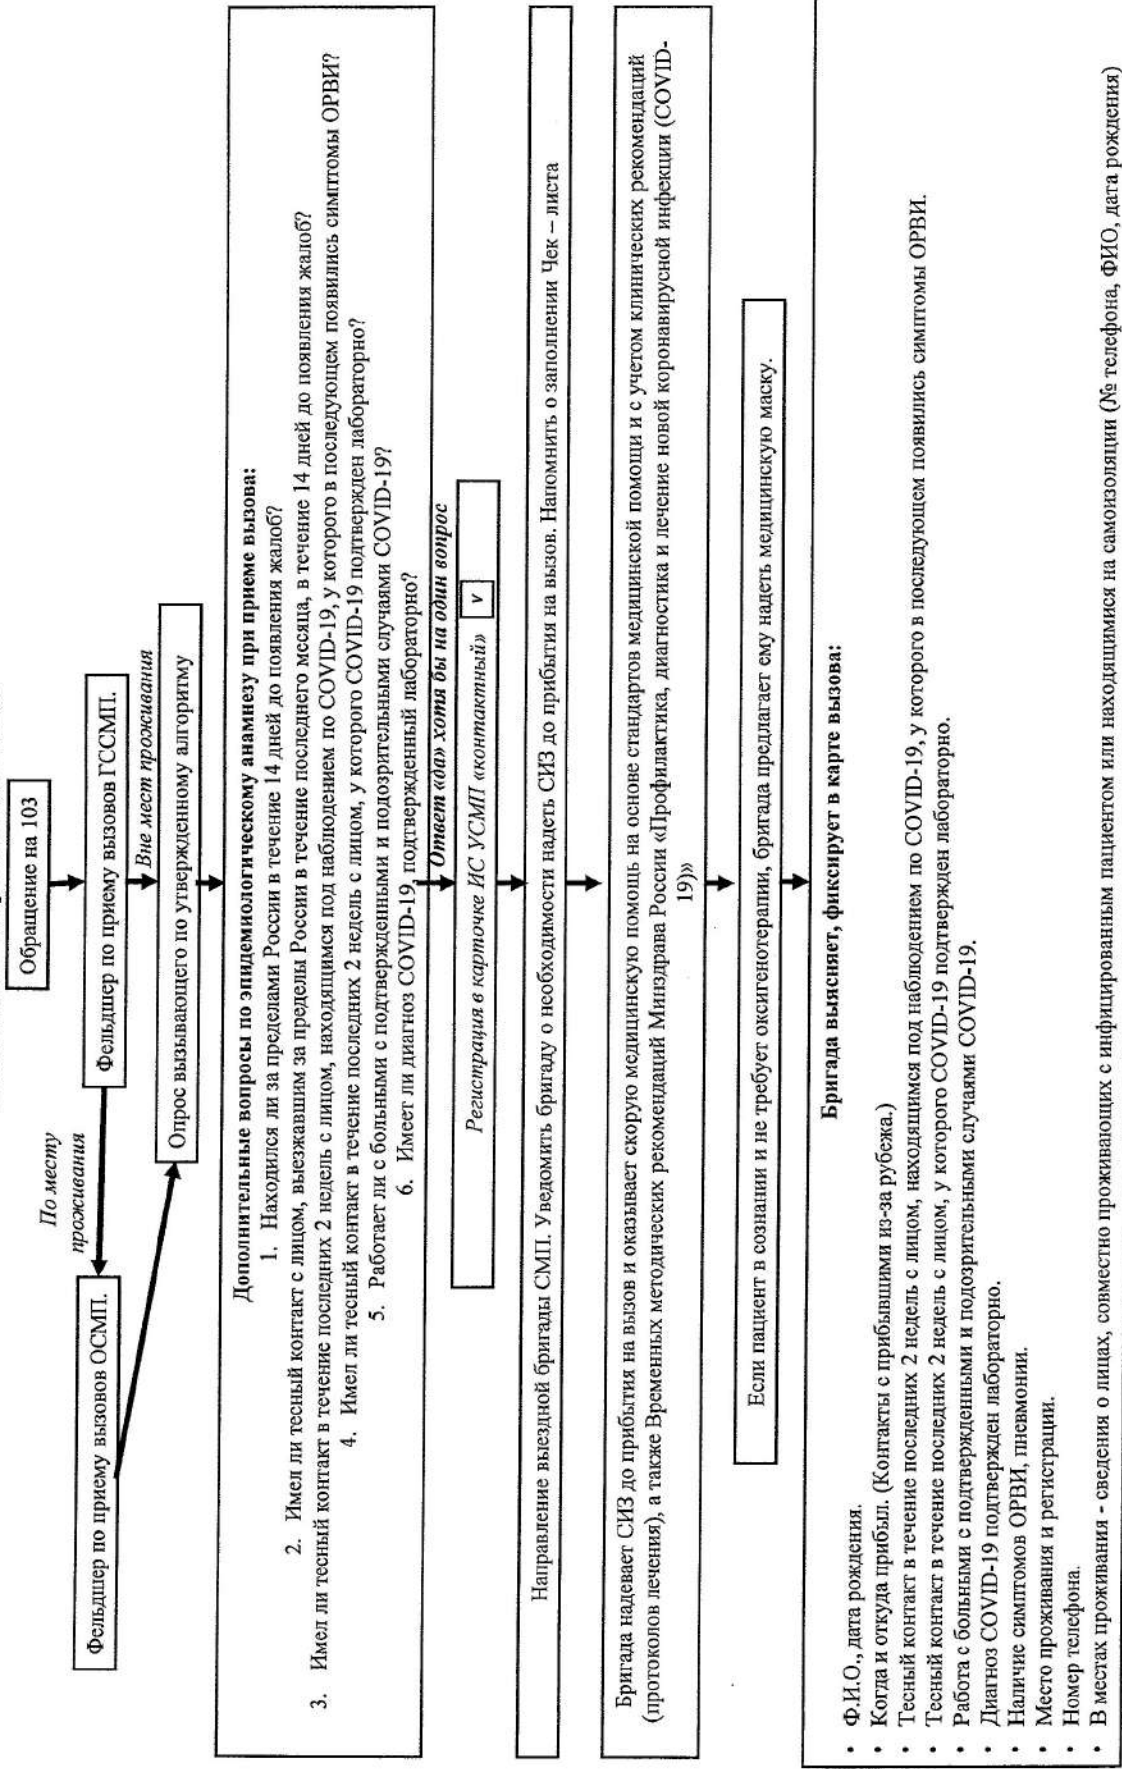 Обращение на 103
Фельдшер по приему вызовов ГССМП.
По месту
проживания
Вне мест проживания
Фельдшер по приему вызовов ОСМП.
Опрос вызывающего по утвержденному алгоритму
Дополнительные вопросы по эпидемиологическому анамнезу при приеме вызова:
1. Находился ли за пределами России в течение 14 дней до появления жалоб?
2. Имел ли тесный контакт с лицом, выезжавшим за пределы России в течение последнего месяца, в течение 14 дней до появления жалоб?
3. Имел ли тесный контакт в течение последних 2 недель с лицом, находящимся под наблюдением по COVID-19, у которого в последующем появились симптомы ОРВИ?
4. Имел ли тесный контакт в течение последних 2 недель с лицом, у которого COVID-19 подтвержден лабораторно?
5. Работает ли с больными с подтвержденными и подозрительными случаями COVID-19?
6. Имеет ли диагноз COVID-19, подтвержденный лабораторно?
Ответ «да» хотя бы на один вопрос
Регистрация в карточке ИС УСМП «контактный» v
Направление выездной бригады СМП. Уведомить бригаду о необходимости надеть СИЗ до прибытия на вызов. Напомнить о заполнении Чек – листа
Бригада надевает СИЗ до прибытия на вызов и оказывает скорую медицинскую помощь на основе стандартов медицинской помощи и с учетом клинических рекомендаций
(протоколов лечения), а также Временных методических рекомендаций Минздрава России «Профилактика, диагностика и лечение новой коронавирусной инфекции (COVID-
19)»
Если пациент в сознании и не требует оксигенотерапии, бригада предлагает ему надеть медицинскую маску.
Бригада выясняет, фиксирует в карте вызова:
• Ф.И.О., дата рождения.
• Когда и откуда прибыл. (Контакты с прибывшими из-за рубежа.)
• Тесный контакт в течение последних 2 недель с лицом, находящимся под наблюдением по COVID-19, у которого в последующем появились симптомы ОРВИ.
• Тесный контакт в течение последних 2 недель с лицом, у которого COVID-19 подтвержден лабораторно.
• Работа с больными с подтвержденными и подозрительными случаями COVID-19.
• Диагноз COVID-19 подтвержден лабораторно.
• Наличие симптомов ОРВИ, пневмонии.
• Место проживания и регистрации.
• Номер телефона.
• В местах проживания - сведения о лицах, совместно проживающих с инфицированным пациентом или находящимися на самоизоляции (№ телефона, ФИО, дата рождения)